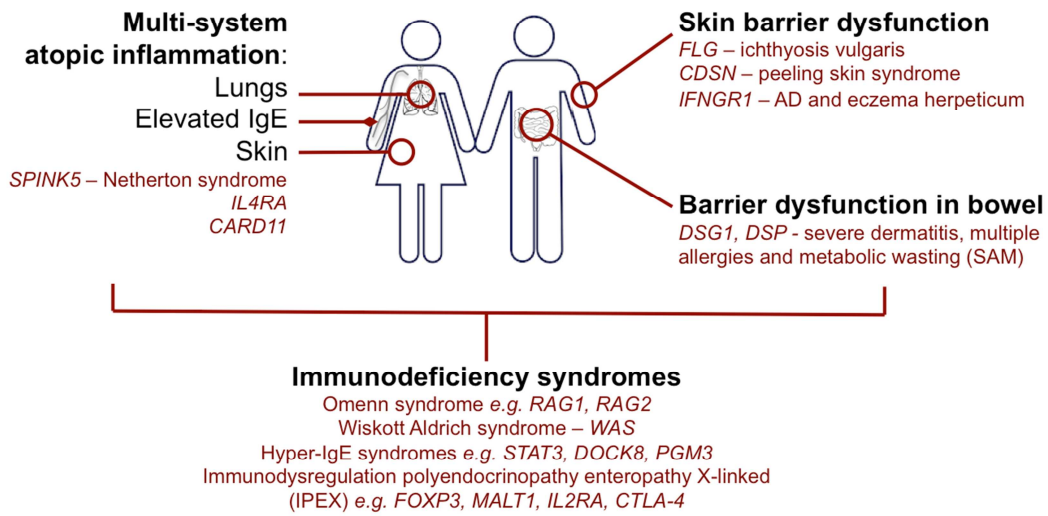 Multi-system
atopic inflammation:
Lungs
Elevated IgE
Skin
SPINK5 – Netherton syndrome
IL4RA
CARD11
Skin barrier dysfunction
FLG – ichthyosis vulgaris
CDSN – peeling skin syndrome
IFNGR1 – AD and eczema herpeticum
Barrier dysfunction in bowel
DSG1, DSP - severe dermatitis, multiple
allergies and metabolic wasting (SAM)
Immunodeficiency syndromes
Omenn syndrome e.g. RAG1, RAG2
Wiskott Aldrich syndrome – WAS
Hyper-IgE syndromes e.g. STAT3, DOCK8, PGM3
Immunodysregulation polyendocrinopathy enteropathy X-linked
(IPEX) e.g. FOXP3, MALT1, IL2RA, CTLA-4